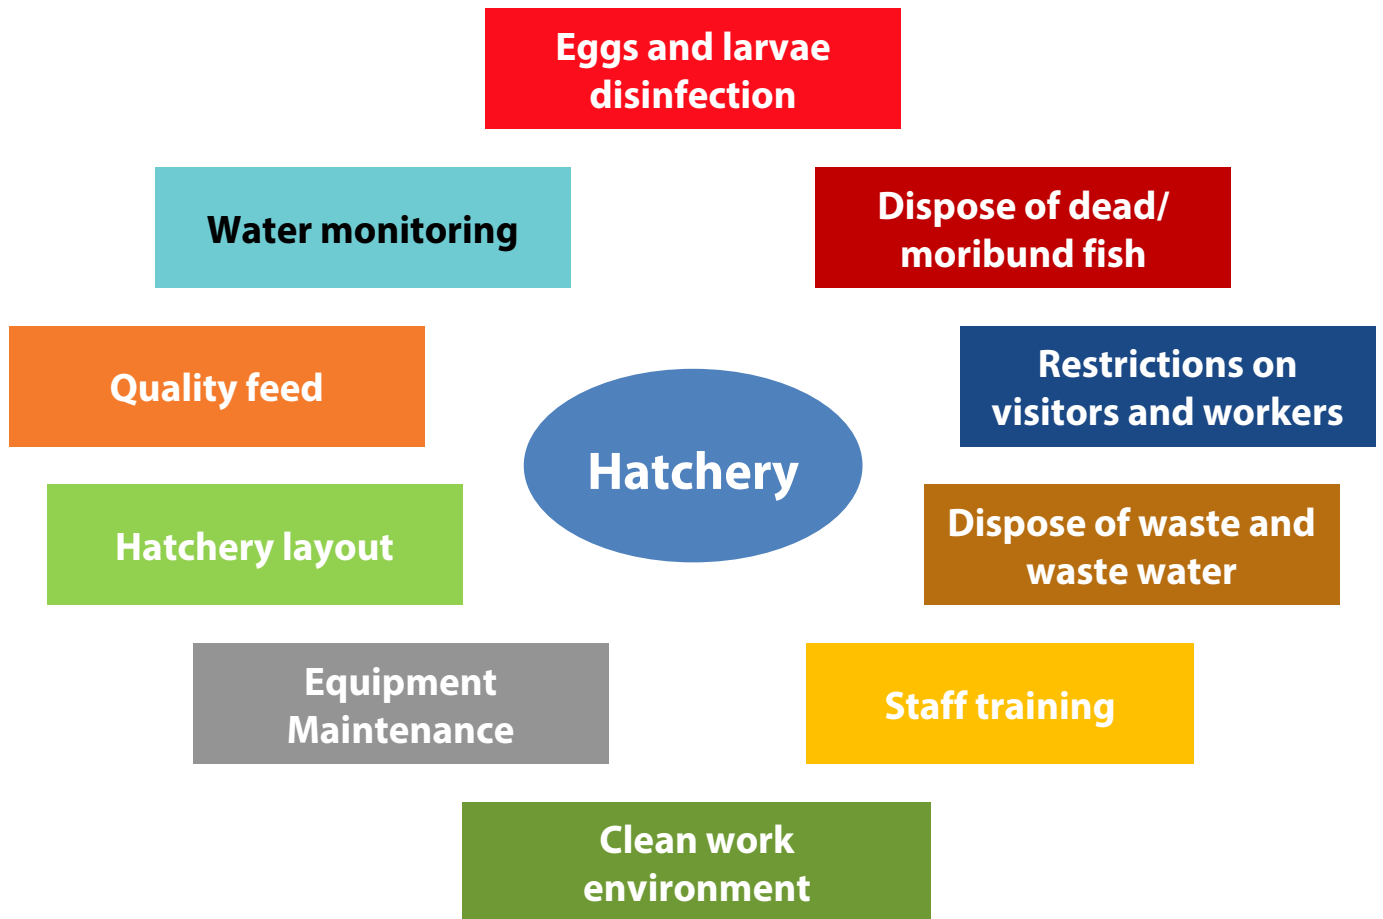 Eggs and larvae
disinfection
Water monitoring
Dispose of dead/
moribund fish
Quality feed
Restrictions on
visitors and workers
Hatchery
Hatchery layout
Dispose of waste and
waste water
Equipment
Maintenance
Staff training
Clean work
environment